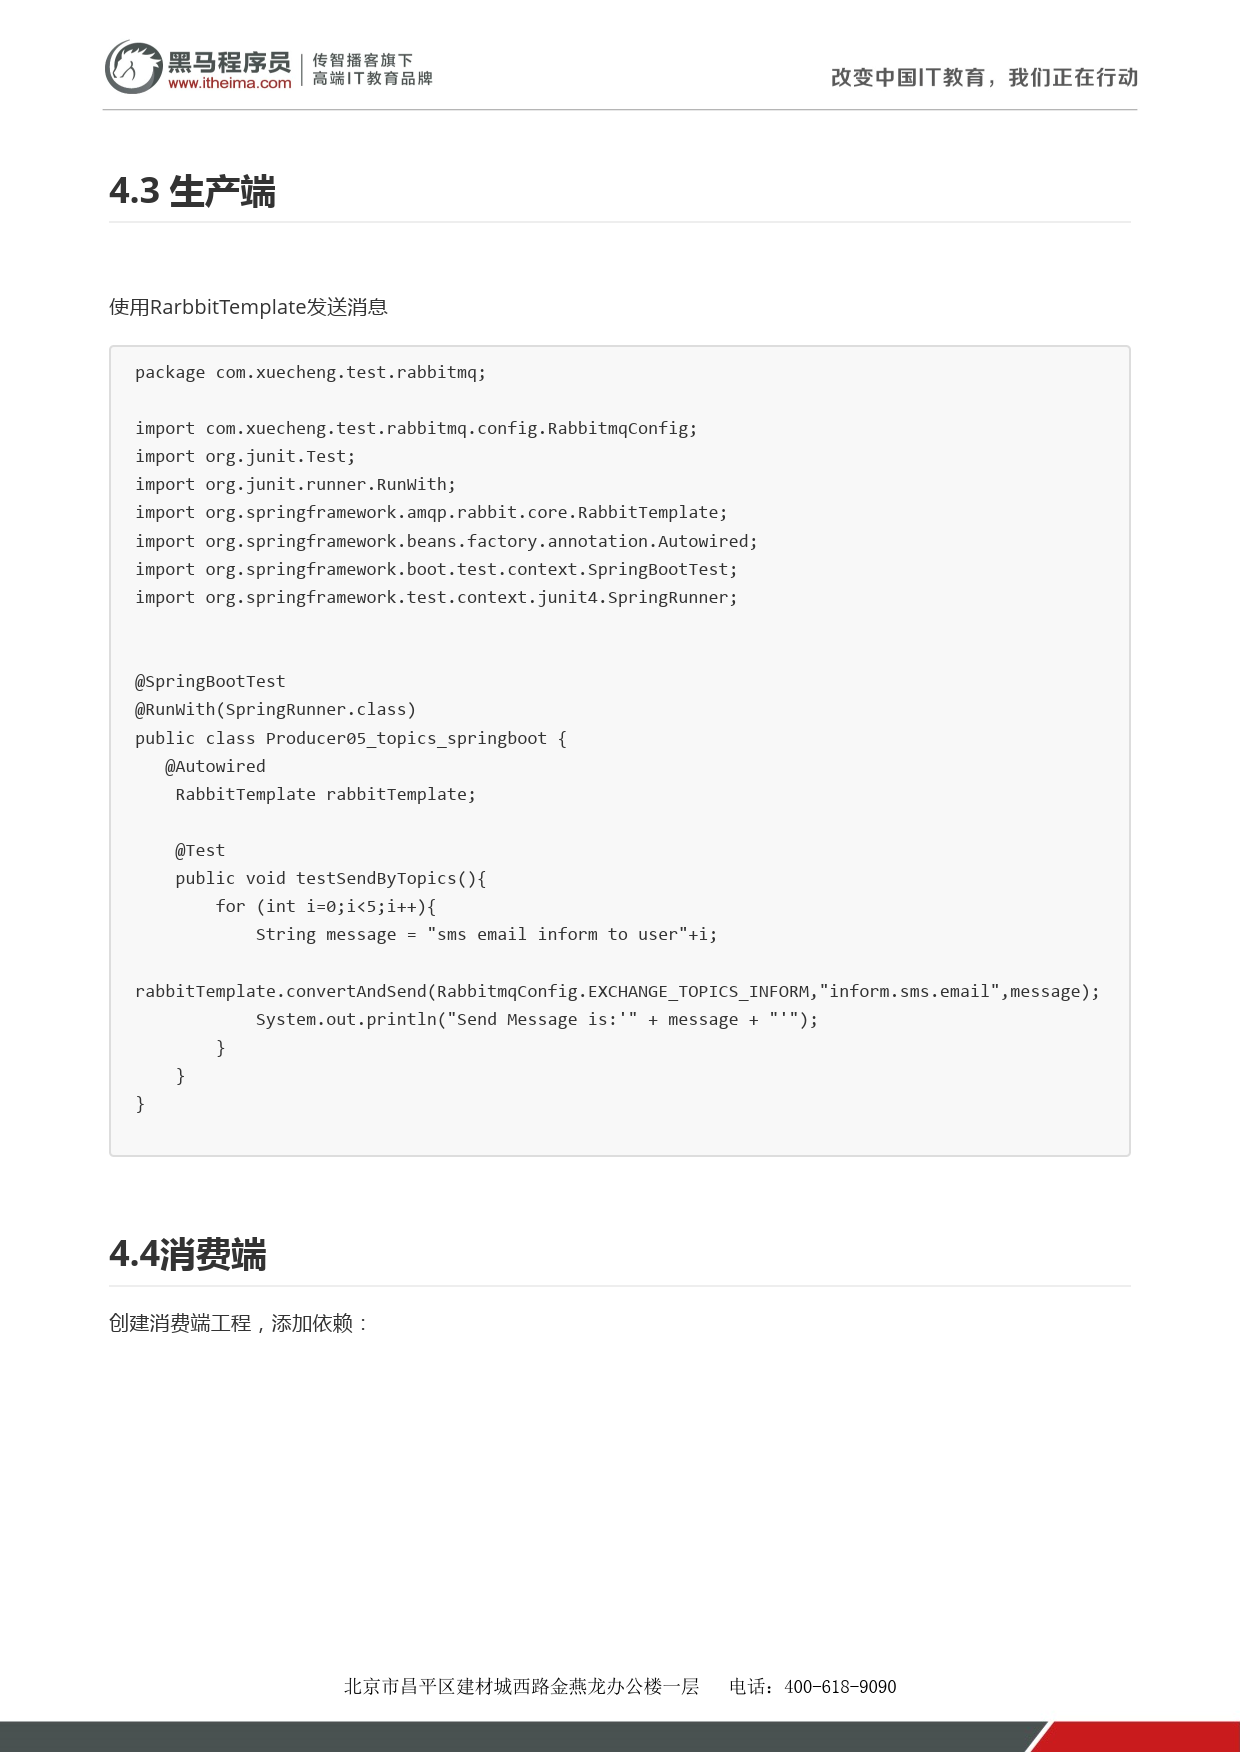 黑马程序员
www.itheima.com
传智播客旗下
高端IT教育品牌
改变中国IT教育，我们正在行动
4.3 生产端
使用RarbbitTemplate发送消息
package com.xuecheng.test.rabbitmq;
import com.xuecheng.test.rabbitmq.config.RabbitmqConfig;
import org.junit.Test;
import org.junit.runner.RunWith;
import org.springframework.amqp.rabbit.core.RabbitTemplate;
import org.springframework.beans.factory.annotation.Autowired;
import org.springframework.boot.test.context.SpringBootTest;
import org.springframework.test.context.junit4.SpringRunner;
@SpringBootTest
@RunWith(SpringRunner.class)
public class Producer05_topics_springboot {
   @Autowired
    RabbitTemplate rabbitTemplate;
    @Test
    public void testSendByTopics(){
        for (int i=0;i<5;i++){
            String message = "sms email inform to user"+i;
rabbitTemplate.convertAndSend(RabbitmqConfig.EXCHANGE_TOPICS_INFORM,"inform.sms.email",message);
            System.out.println("Send Message is:'" + message + "'");
        }
    }
}
4.4消费端
创建消费端工程，添加依赖：
北京市昌平区建材城西路金燕龙办公楼一层 电话：400-618-9090